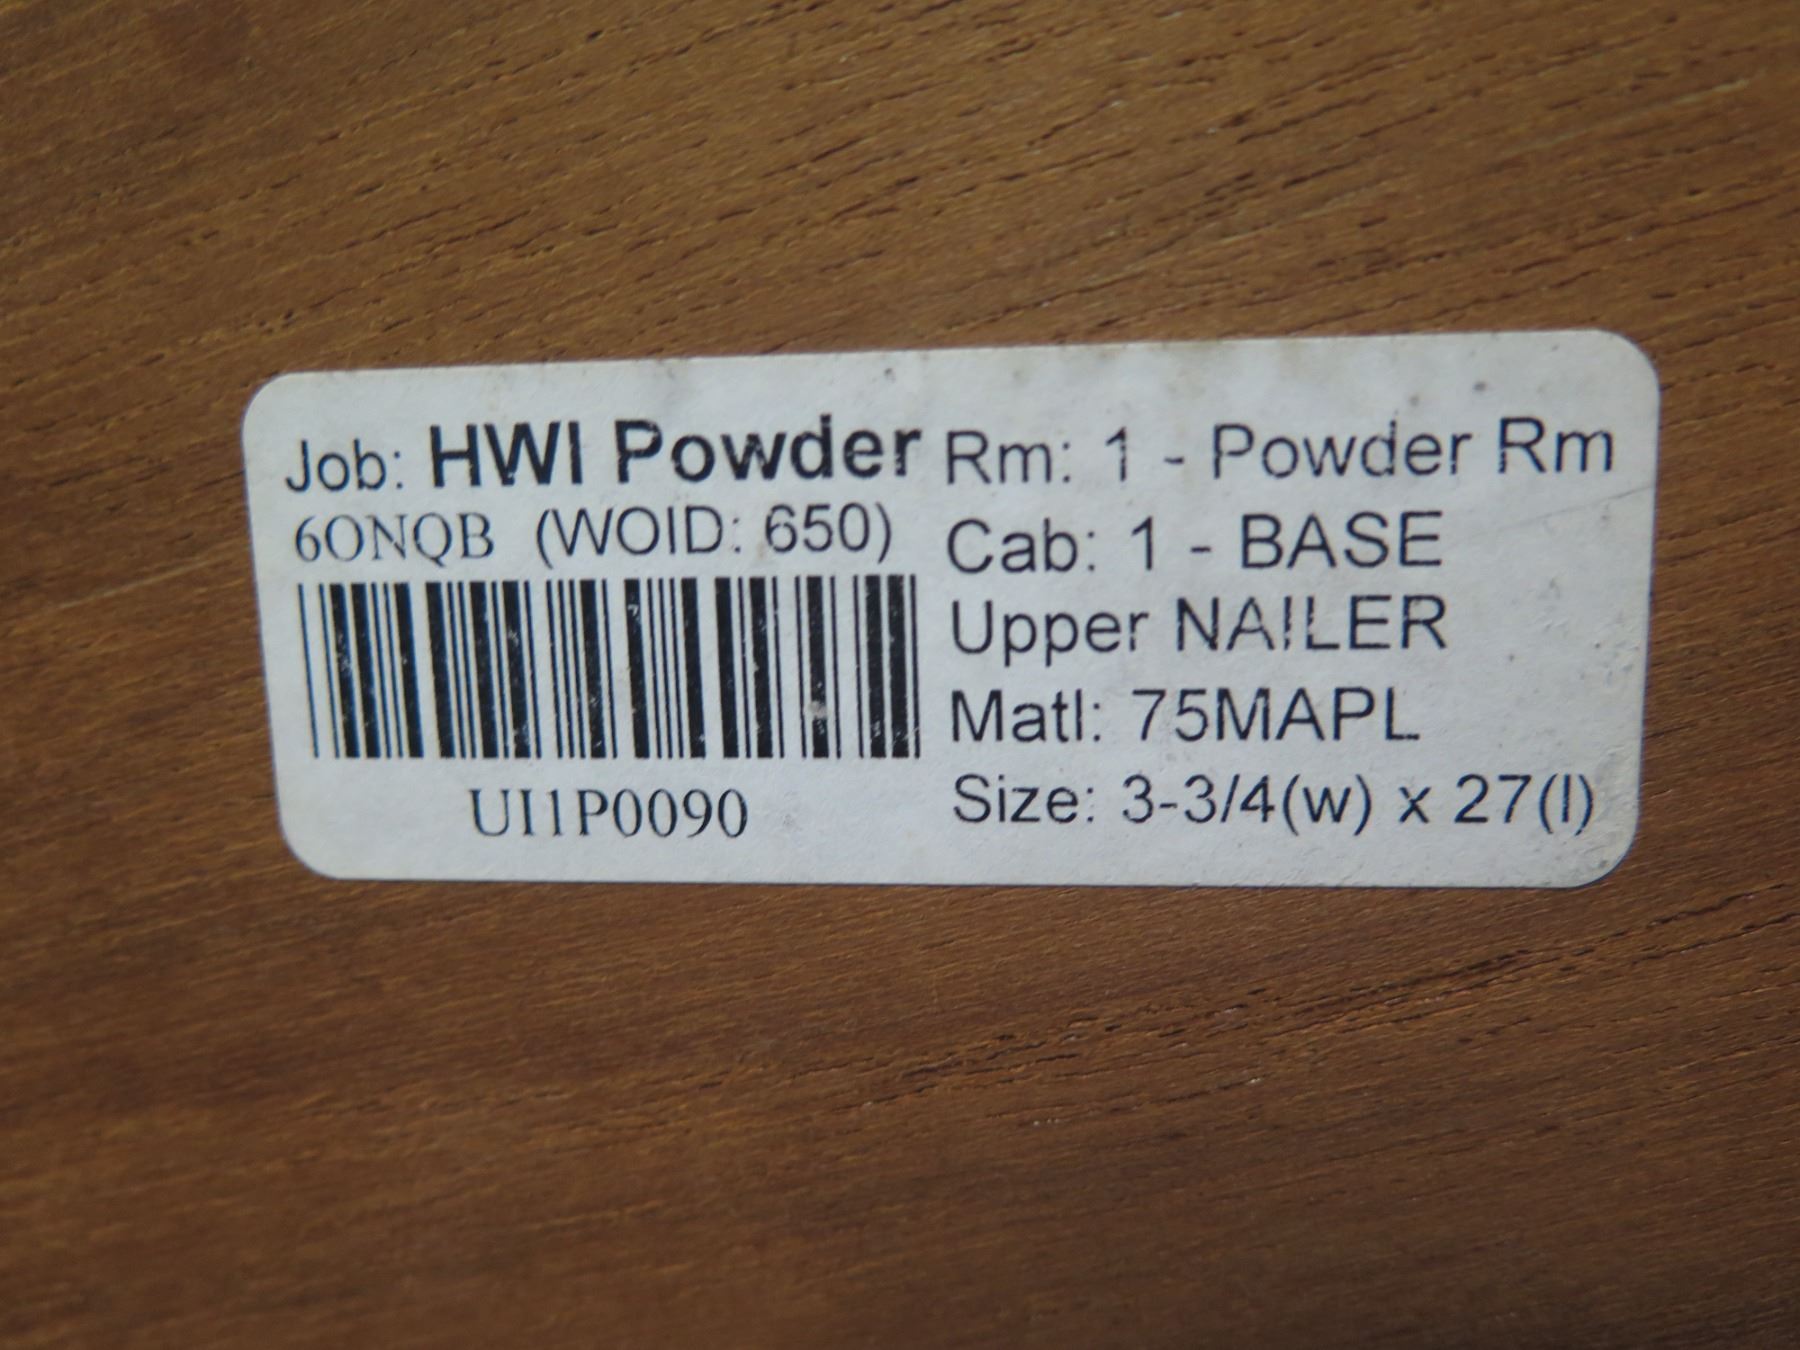 Job: HWI Powder
6ONQB (WOID: 650)
UI1P0090
Rm: 1 - Powder Rm
Cab: 1 - BASE
Upper NAILER
Matl: 75MAPL
Size: 3-3/4(w) x 27(l)